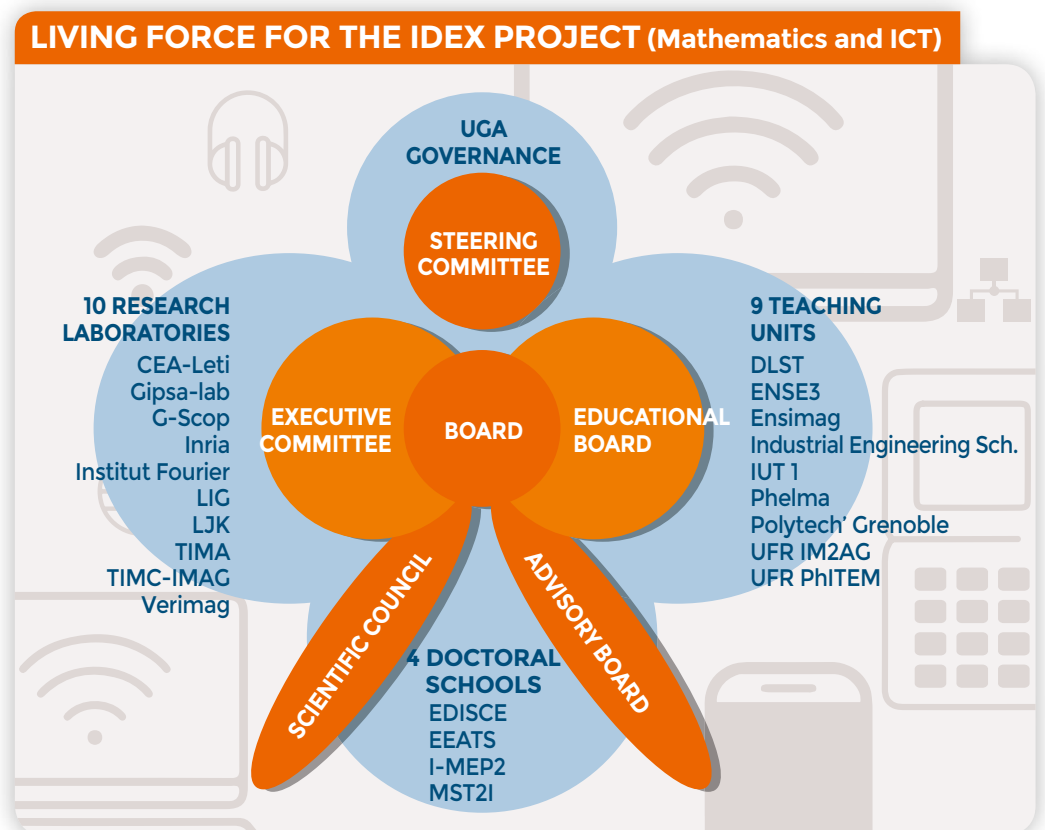 LIVING FORCE FOR THE IDEX PROJECT (Mathematics and ICT)
UGA
GOVERNANCE
STEERING
COMMITTEE
10 RESEARCH
LABORATORIES
CEA-Leti
Gipsa-lab
G-Scop
Inria
Institut Fourier
LIG
LJK
TIMA
TIMC-IMAG
Verimag
EXECUTIVE
COMMITTEE
BOARD
EDUCATIONAL
BOARD
9 TEACHING
UNITS
DLST
ENSE3
Ensimag
Industrial Engineering Sch.
IUT 1
Phelma
Polytech' Grenoble
UFR IM2AG
UFR PhITEM
SCIENTIFIC COUNCIL
ADVISORY BOARD
4 DOCTORAL
SCHOOLS
EDISCE
EEATS
I-MEP2
MST2I